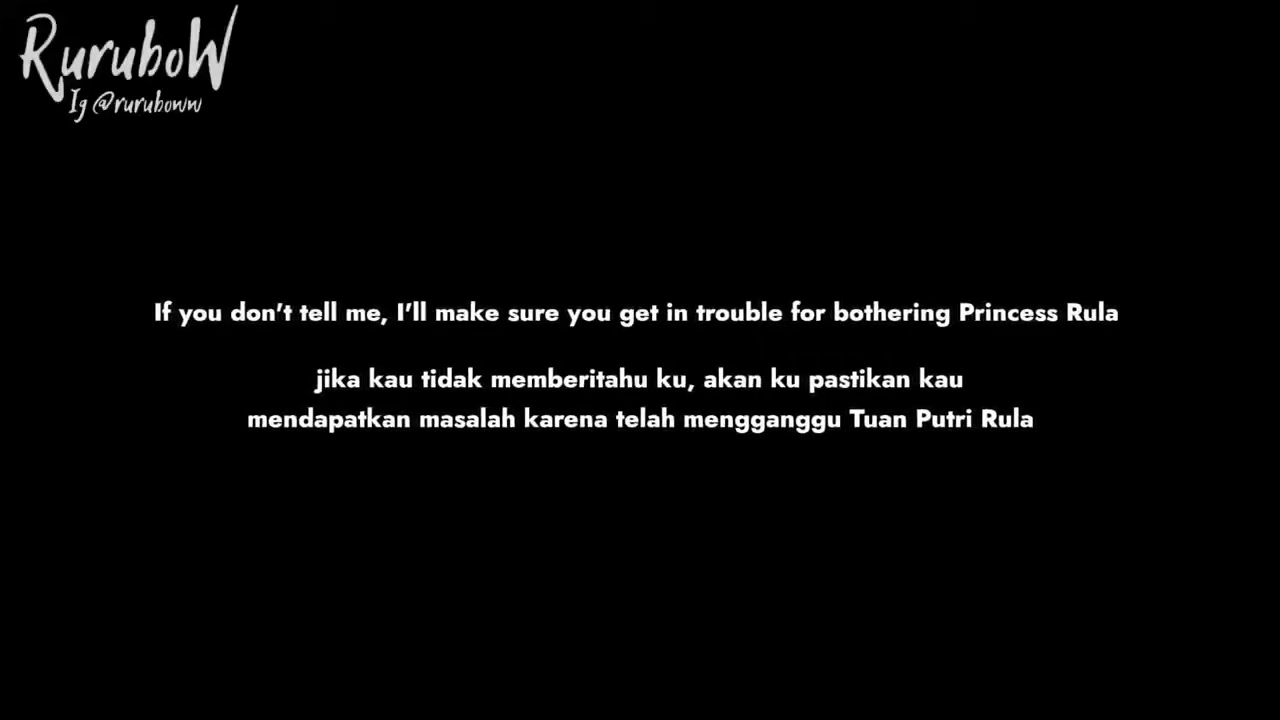 RuruboW
Ig @ruruboww
If you don't tell me, I'll make sure you get in trouble for bothering Princess Rula
jika kau tidak memberitahu ku, akan ku pastikan kau
mendapatkan masalah karena telah mengganggu Tuan Putri Rula